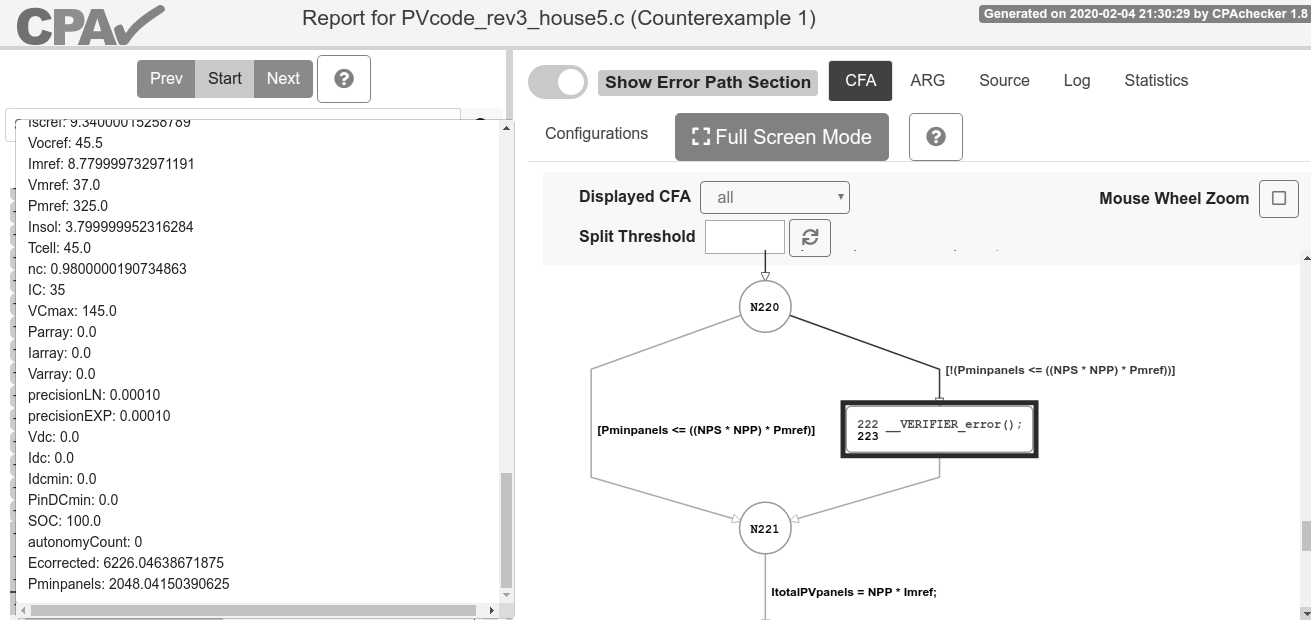 CPA
Report for PVcode_rev3_house5.c (Counterexample 1)
Generated on 2020-02-04 21:30:29 by CPAchecker 1.8
Prev
Start
Next
?
Iscref: 9.34000015258789
Vocref: 45.5
Imref: 8.779999732971191
Vmref: 37.0
Pmref: 325.0
Insol: 3.799999952316284
Tcell: 45.0
nc: 0.9800000190734863
IC: 35
VCmax: 145.0
Parray: 0.0
Iarray: 0.0
Varray: 0.0
precisionLN: 0.00010
precisionEXP: 0.00010
Vdc: 0.0
Idc: 0.0
Idcmin: 0.0
PinDCmin: 0.0
SOC: 100.0
autonomyCount: 0
Ecorrected: 6226.04638671875
Pminpanels: 2048.04150390625
Show Error Path Section
CFA
ARG
Source
Log
Statistics
Configurations
Full Screen Mode
?
Displayed CFA
all
Mouse Wheel Zoom
Split Threshold
N220
[!(Pminpanels <= ((NPS * NPP) * Pmref))]
[Pminpanels <= ((NPS * NPP) * Pmref)]
222 __VERIFIER_error();
223
N221
ItotalPVpanels = NPP * Imref;